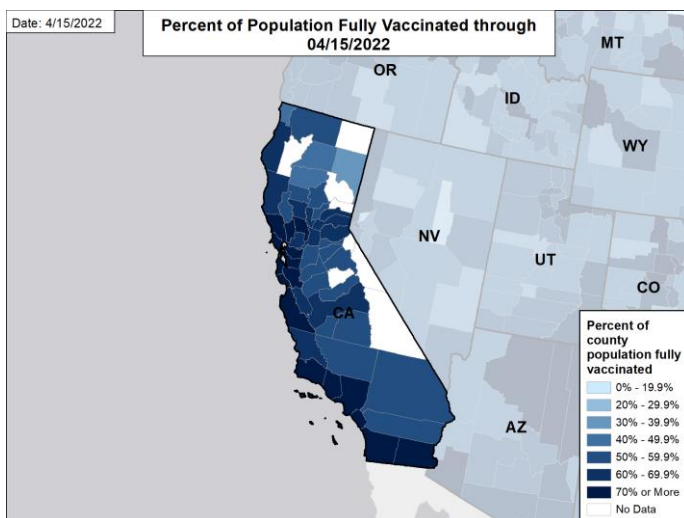 Date: 4/15/2022
Percent of Population Fully Vaccinated through
04/15/2022
MT
OR
ID
WY
NV
UT
CO
CA
AZ
Percent of
county
population fully
vaccinated
0% - 19.9%
20% - 29.9%
30% - 39.9%
40% - 49.9%
50% - 59.9%
60% - 69.9%
70% or More
No Data